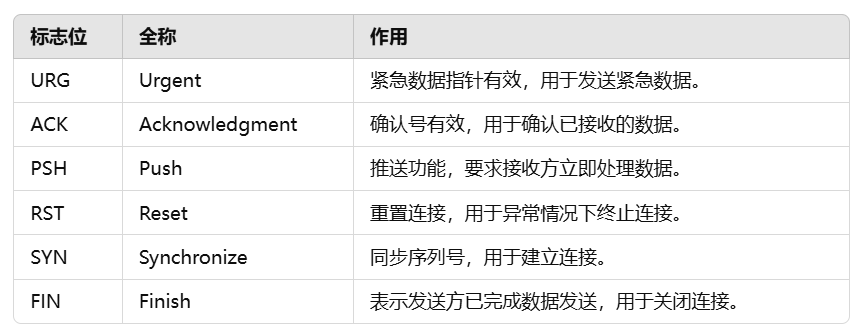 标志位 全称 作用
URG Urgent 紧急数据指针有效，用于发送紧急数据。
ACK Acknowledgment 确认号有效，用于确认已接收的数据。
PSH Push 推送功能，要求接收方立即处理数据。
RST Reset 重置连接，用于异常情况下终止连接。
SYN Synchronize 同步序列号，用于建立连接。
FIN Finish 表示发送方已完成数据发送，用于关闭连接。